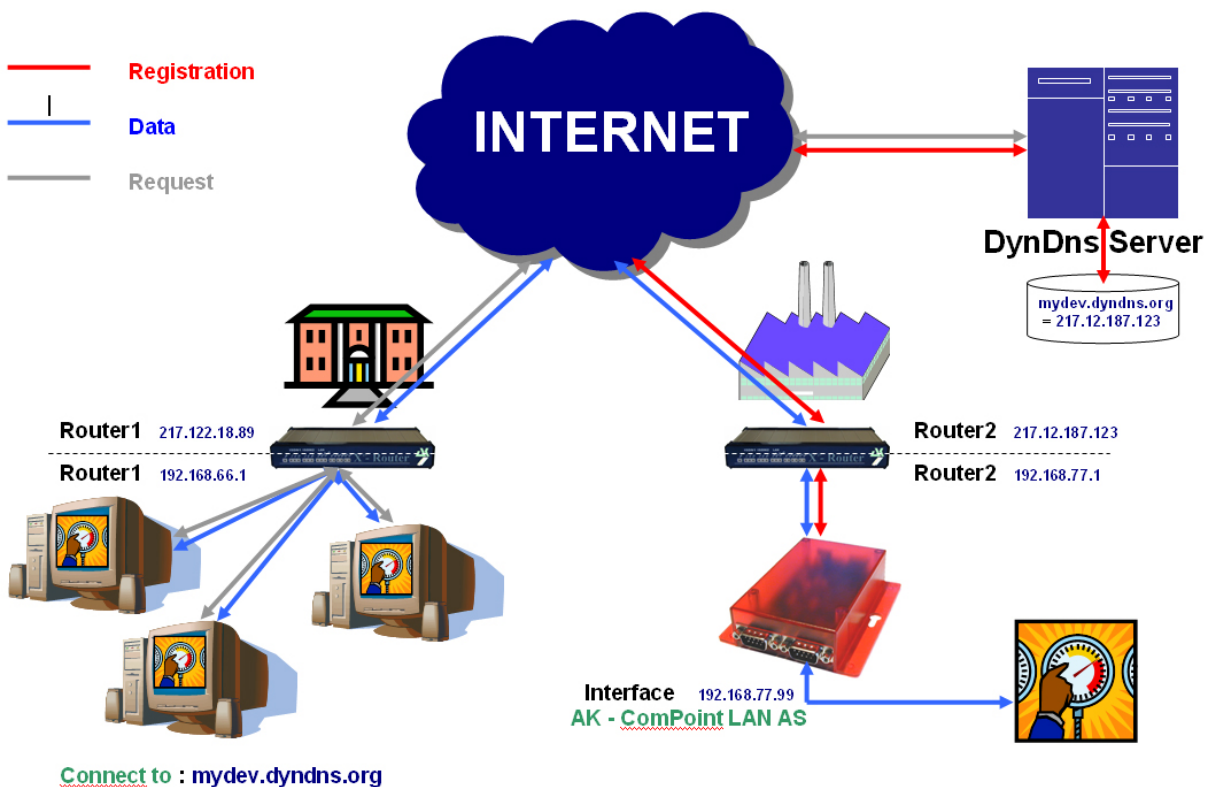 Registration
Data
Request
INTERNET
DynDns Server
mydev.dyndns.org
= 217.12.187.123
Router1 217.122.18.89
Router1 192.168.66.1
X - Router
Router2 217.12.187.123
Router2 192.168.77.1
X - Router
Interface 192.168.77.99
AK - ComPoint LAN AS
Connect to : mydev.dyndns.org